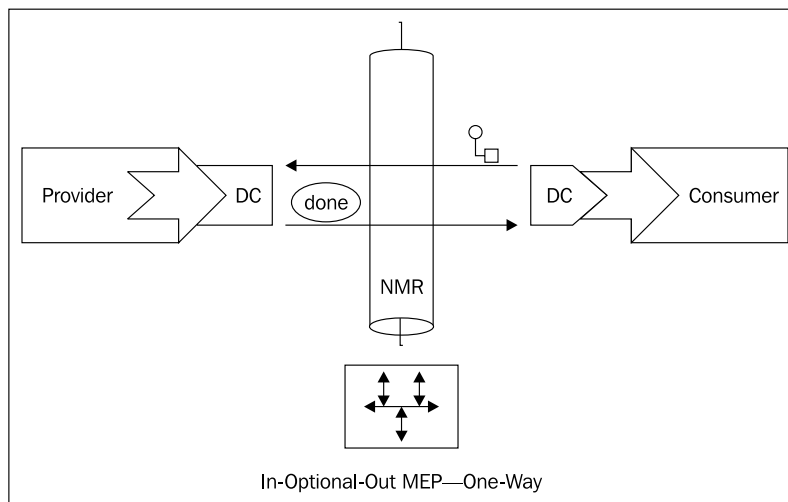 Provider
DC
done
DC
Consumer
NMR
In-Optional-Out MEP—One-Way